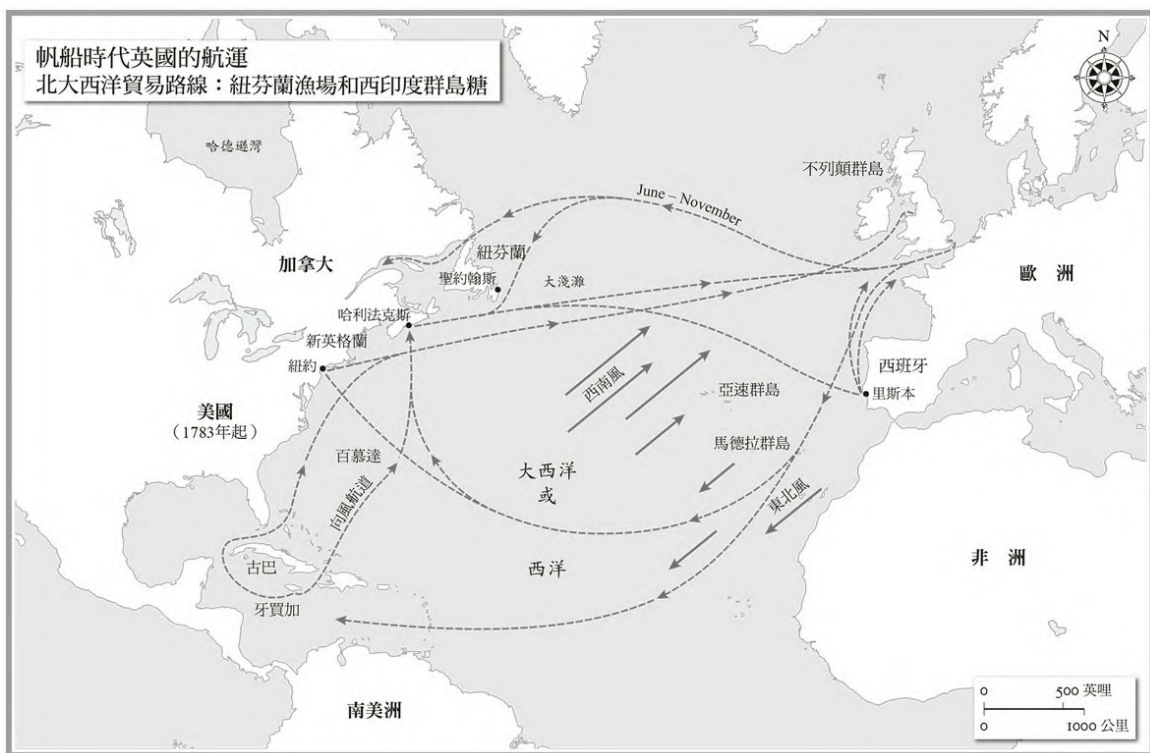 帆船時代英國的航運
北大西洋貿易路線：紐芬蘭漁場和西印度群島糖
N
哈德遜灣
不列顛群島
June – November
加拿大
紐芬蘭
聖約翰斯
大淺灘
歐 洲
哈利法克斯
新英格蘭
紐約
西班牙
里斯本
西南風
亞速群島
美國
（1783年起）
百慕達
馬德拉群島
向風航道
大西洋
或
東北風
西洋
古巴
牙買加
非 洲
南美洲
0 500 英哩
0 1000 公里